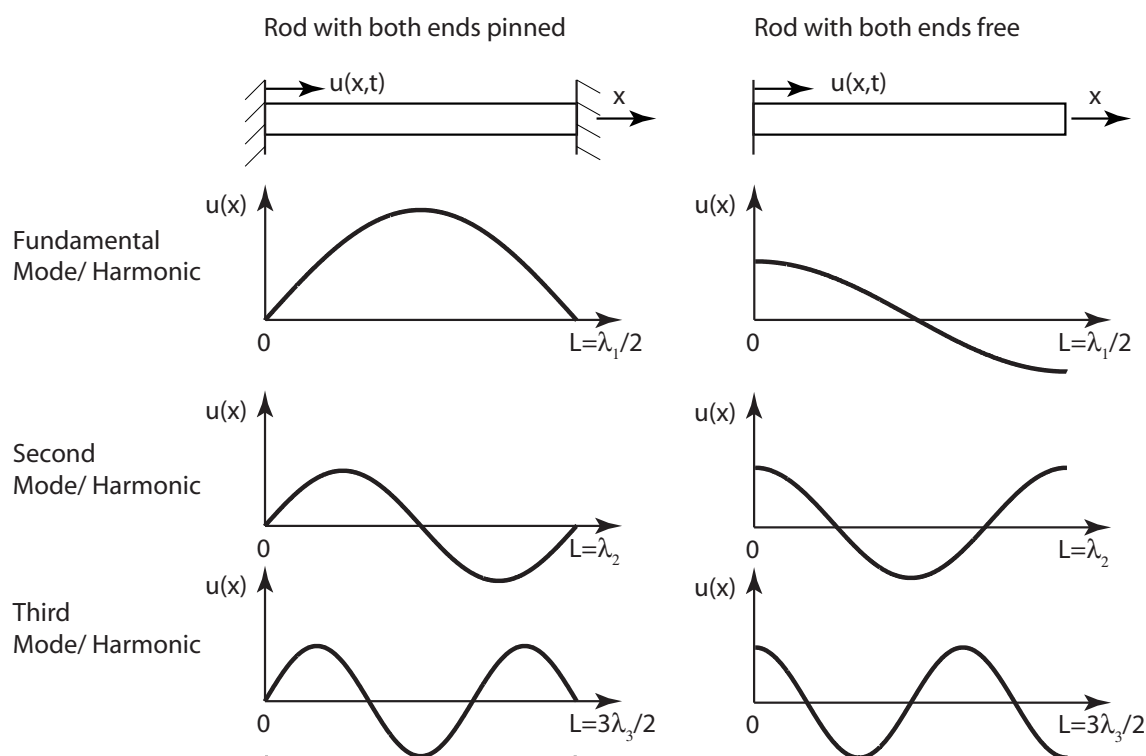 Rod with both ends pinned
Rod with both ends free
u(x,t)
x
u(x,t)
x
Fundamental
Mode/ Harmonic
u(x)
0
L=λ₁/2
u(x)
0
L=λ₁/2
Second
Mode/ Harmonic
u(x)
0
L=λ₂
u(x)
0
L=λ₂
Third
Mode/ Harmonic
u(x)
0
L=3λ₃/2
u(x)
0
L=3λ₃/2